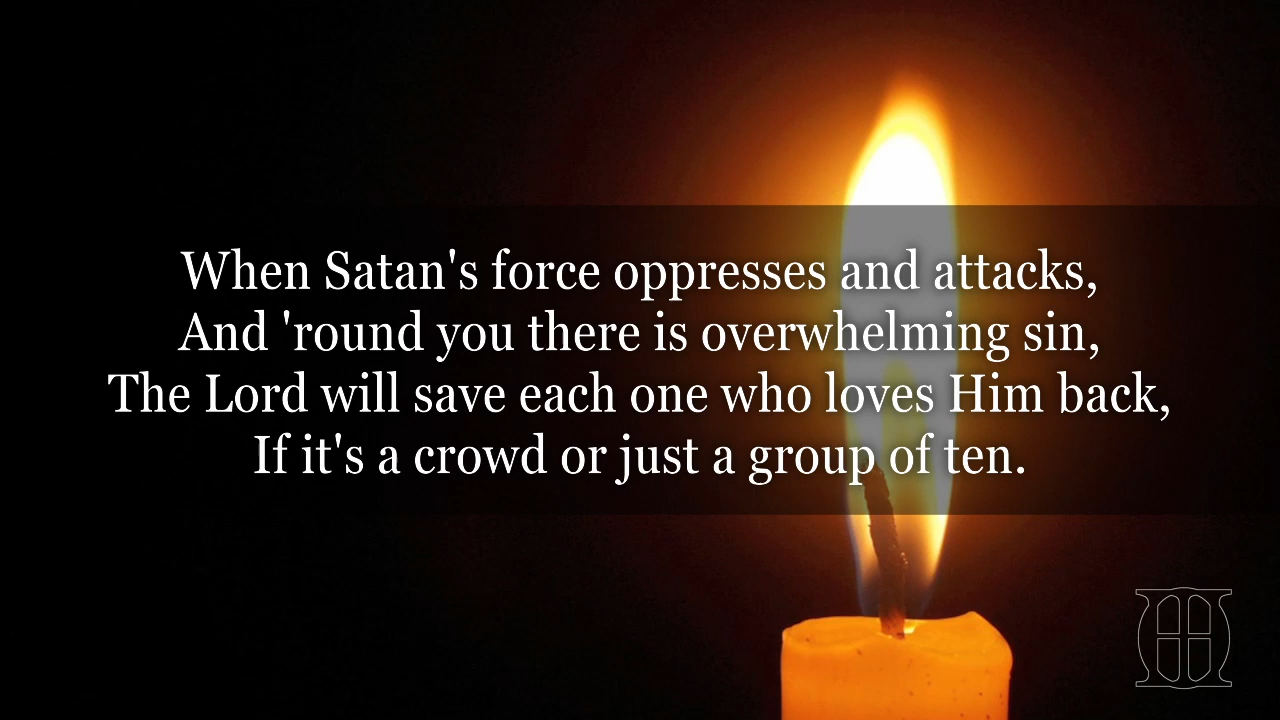 When Satan's force oppresses and attacks,
And 'round you there is overwhelming sin,
The Lord will save each one who loves Him back,
If it's a crowd or just a group of ten.